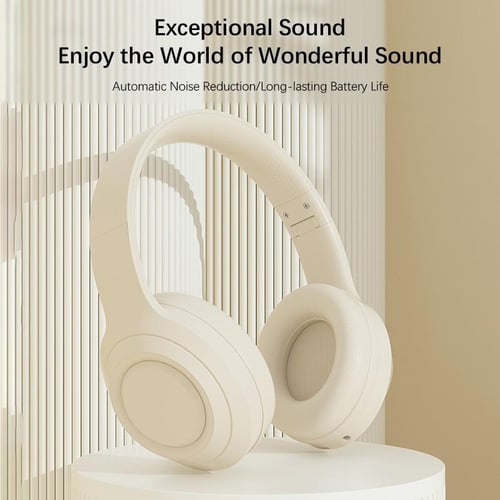 Exceptional Sound
Enjoy the World of Wonderful Sound
Automatic Noise Reduction/Long-lasting Battery Life